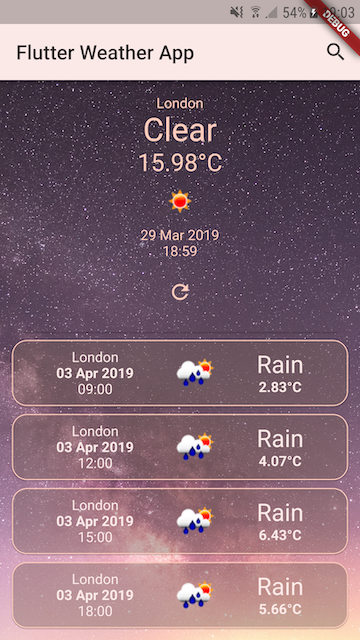 54%
8:03
DEBUG
Flutter Weather App
London
Clear
15.98°C
29 Mar 2019
18:59
London
03 Apr 2019
09:00
Rain
2.83°C
London
03 Apr 2019
12:00
Rain
4.07°C
London
03 Apr 2019
15:00
Rain
6.43°C
London
03 Apr 2019
18:00
Rain
5.66°C